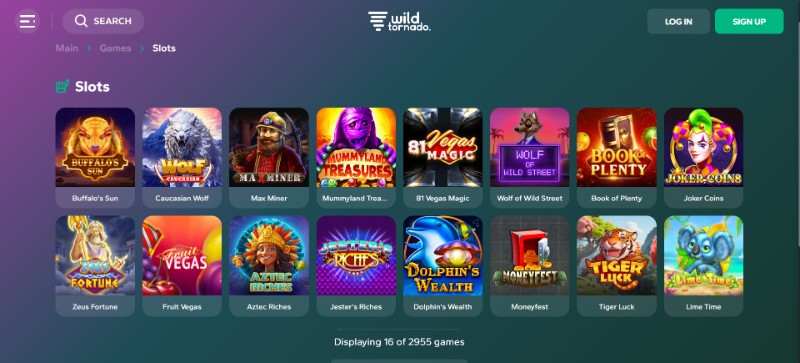 SEARCH
wild
tornado.
LOG IN
SIGN UP
Main > Games > Slots
Slots
BUFFALO'S
SUN
WOLF
CAUCASIAN
MAX MINER
MUMMYLAND
TREASURES
81 Vegas
MAGIC
WOLF
OF
WILD STREET
BOOK OF
PLENTY
JOKER COINS
Buffalo's Sun
Caucasian Wolf
Max Miner
Mummyland Trea...
81 Vegas Magic
Wolf of Wild Street
Book of Plenty
Joker Coins
ZEUS
FORTUNE
Fruit
VEGAS
AZTEC
RICHES
JESTER'S
RICHES
DOLPHIN'S
WEALTH
MONEYFEST
TIGER
LUCK
Lime Time
Zeus Fortune
Fruit Vegas
Aztec Riches
Jester's Riches
Dolphin's Wealth
Moneyfest
Tiger Luck
Lime Time
Displaying 16 of 2955 games